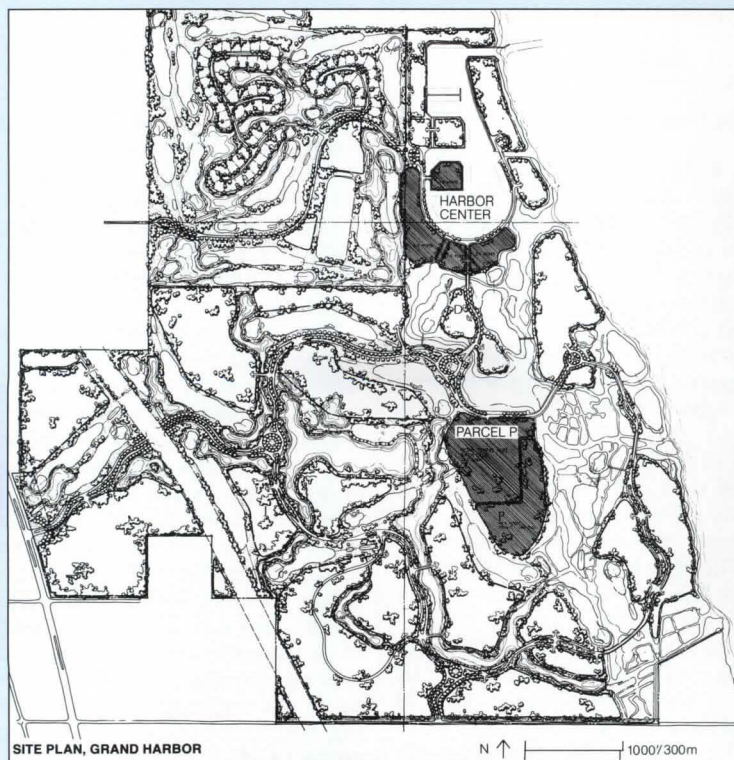 HARBOR
CENTER
D
PARCEL P
P
SITE PLAN, GRAND HARBOR
N
1000'/300m